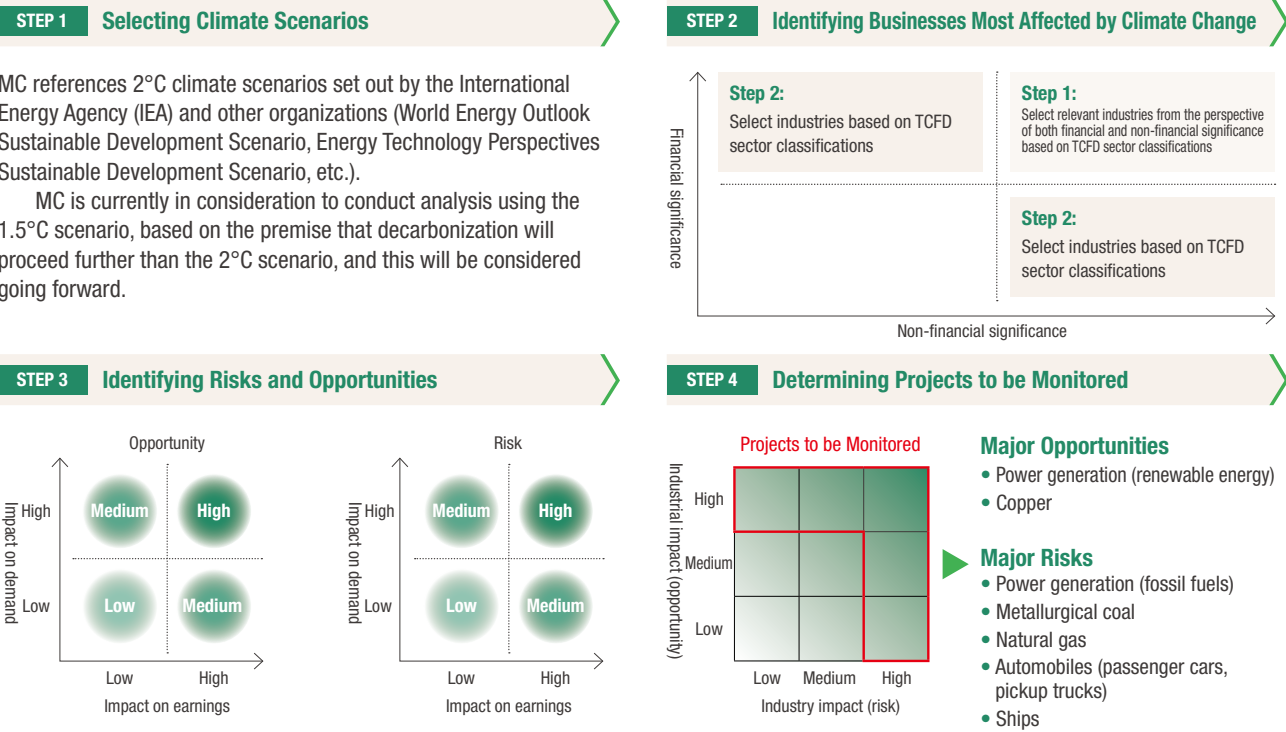 STEP 1 Selecting Climate Scenarios
MC references 2°C climate scenarios set out by the International
Energy Agency (IEA) and other organizations (World Energy Outlook
Sustainable Development Scenario, Energy Technology Perspectives
Sustainable Development Scenario, etc.).
MC is currently in consideration to conduct analysis using the
1.5°C scenario, based on the premise that decarbonization will
proceed further than the 2°C scenario, and this will be considered
going forward.
STEP 2 Identifying Businesses Most Affected by Climate Change
Financial significance
Step 2:
Select industries based on TCFD
sector classifications
Step 1:
Select relevant industries from the perspective
of both financial and non-financial significance
based on TCFD sector classifications
Step 2:
Select industries based on TCFD
sector classifications
Non-financial significance
STEP 3 Identifying Risks and Opportunities
Opportunity
Impact on demand
High
Medium High
Low
Low Medium
Low High
Impact on earnings
Risk
Impact on demand
High
Medium High
Low
Low Medium
Low High
Impact on earnings
STEP 4 Determining Projects to be Monitored
Projects to be Monitored
Industrial impact (opportunity)
High
Medium
Low
Low Medium High
Industry impact (risk)
Major Opportunities
• Power generation (renewable energy)
• Copper
Major Risks
• Power generation (fossil fuels)
• Metallurgical coal
• Natural gas
• Automobiles (passenger cars,
pickup trucks)
• Ships